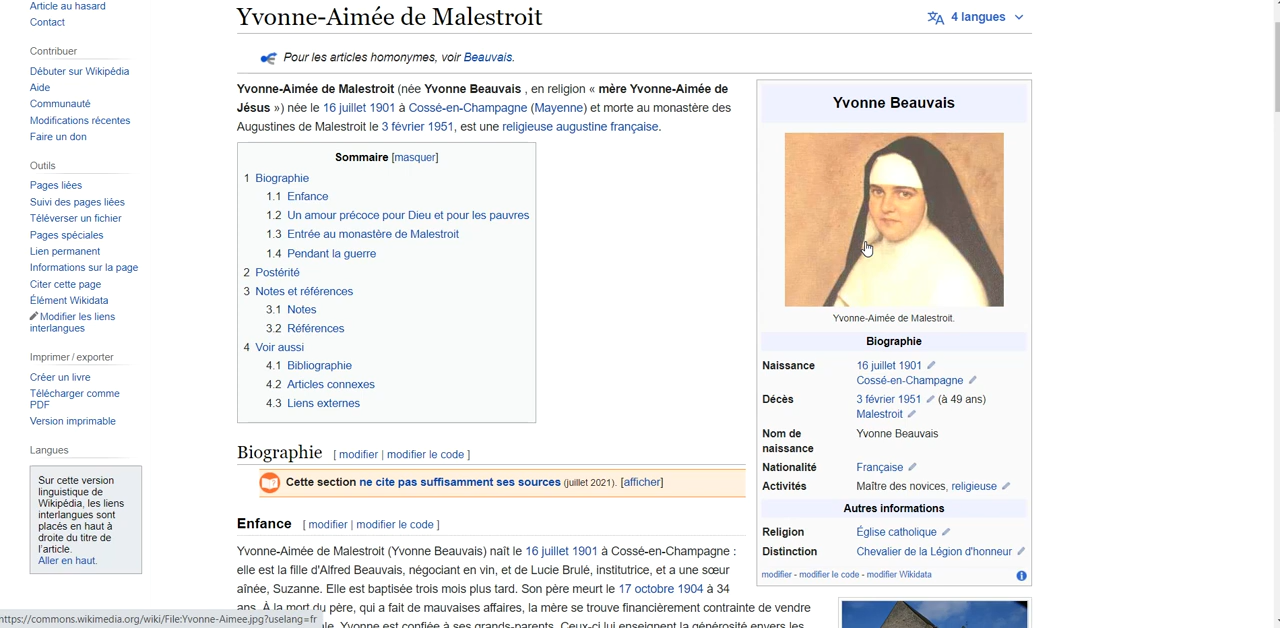 Article au hasard
Contact
Contribuer
Débuter sur Wikipédia
Aide
Communauté
Modifications récentes
Faire un don
Outils
Pages liées
Suivi des pages liées
Téléverser un fichier
Pages spéciales
Lien permanent
Informations sur la page
Citer cette page
Élément Wikidata
Modifier les liens
interlangues
Imprimer / exporter
Créer un livre
Télécharger comme
PDF
Version imprimable
Langues
Sur cette version
linguistique de
Wikipédia, les liens
interlangues sont
placés en haut à
droite du titre de
l'article.
Aller en haut.
Yvonne-Aimée de Malestroit
4 langues
Pour les articles homonymes, voir Beauvais.
Yvonne-Aimée de Malestroit (née Yvonne Beauvais , en religion « mère Yvonne-Aimée de
Jésus ») née le 16 juillet 1901 à Cossé-en-Champagne (Mayenne) et morte au monastère des
Augustines de Malestroit le 3 février 1951, est une religieuse augustine française.
Sommaire [masquer]
1 Biographie
1.1 Enfance
1.2 Un amour précoce pour Dieu et pour les pauvres
1.3 Entrée au monastère de Malestroit
1.4 Pendant la guerre
2 Postérité
3 Notes et références
3.1 Notes
3.2 Références
4 Voir aussi
4.1 Bibliographie
4.2 Articles connexes
4.3 Liens externes
Biographie [ modifier | modifier le code ]
Cette section ne cite pas suffisamment ses sources (juillet 2021). [afficher]
Enfance [ modifier | modifier le code ]
Yvonne-Aimée de Malestroit (Yvonne Beauvais) naît le 16 juillet 1901 à Cossé-en-Champagne :
elle est la fille d'Alfred Beauvais, négociant en vin, et de Lucie Brulé, institutrice, et a une sœur
aînée, Suzanne. Elle est baptisée trois mois plus tard. Son père meurt le 17 octobre 1904 à 34
ans. À la mort du père, qui a fait de mauvaises affaires, la mère se trouve financièrement contrainte de vendre
Yvonne est confiée à ses grands-parents. Ceux-ci lui enseignent la générosité envers les
Yvonne Beauvais
Yvonne-Aimée de Malestroit.
Biographie
Naissance 16 juillet 1901
Cossé-en-Champagne
Décès 3 février 1951 (à 49 ans)
Malestroit
Nom de naissance Yvonne Beauvais
Nationalité Française
Activités Maître des novices, religieuse
Autres informations
Religion Église catholique
Distinction Chevalier de la Légion d'honneur
modifier - modifier le code - modifier Wikidata
https://commons.wikimedia.org/wiki/File:Yvonne-Aimee.jpg?uselang=fr